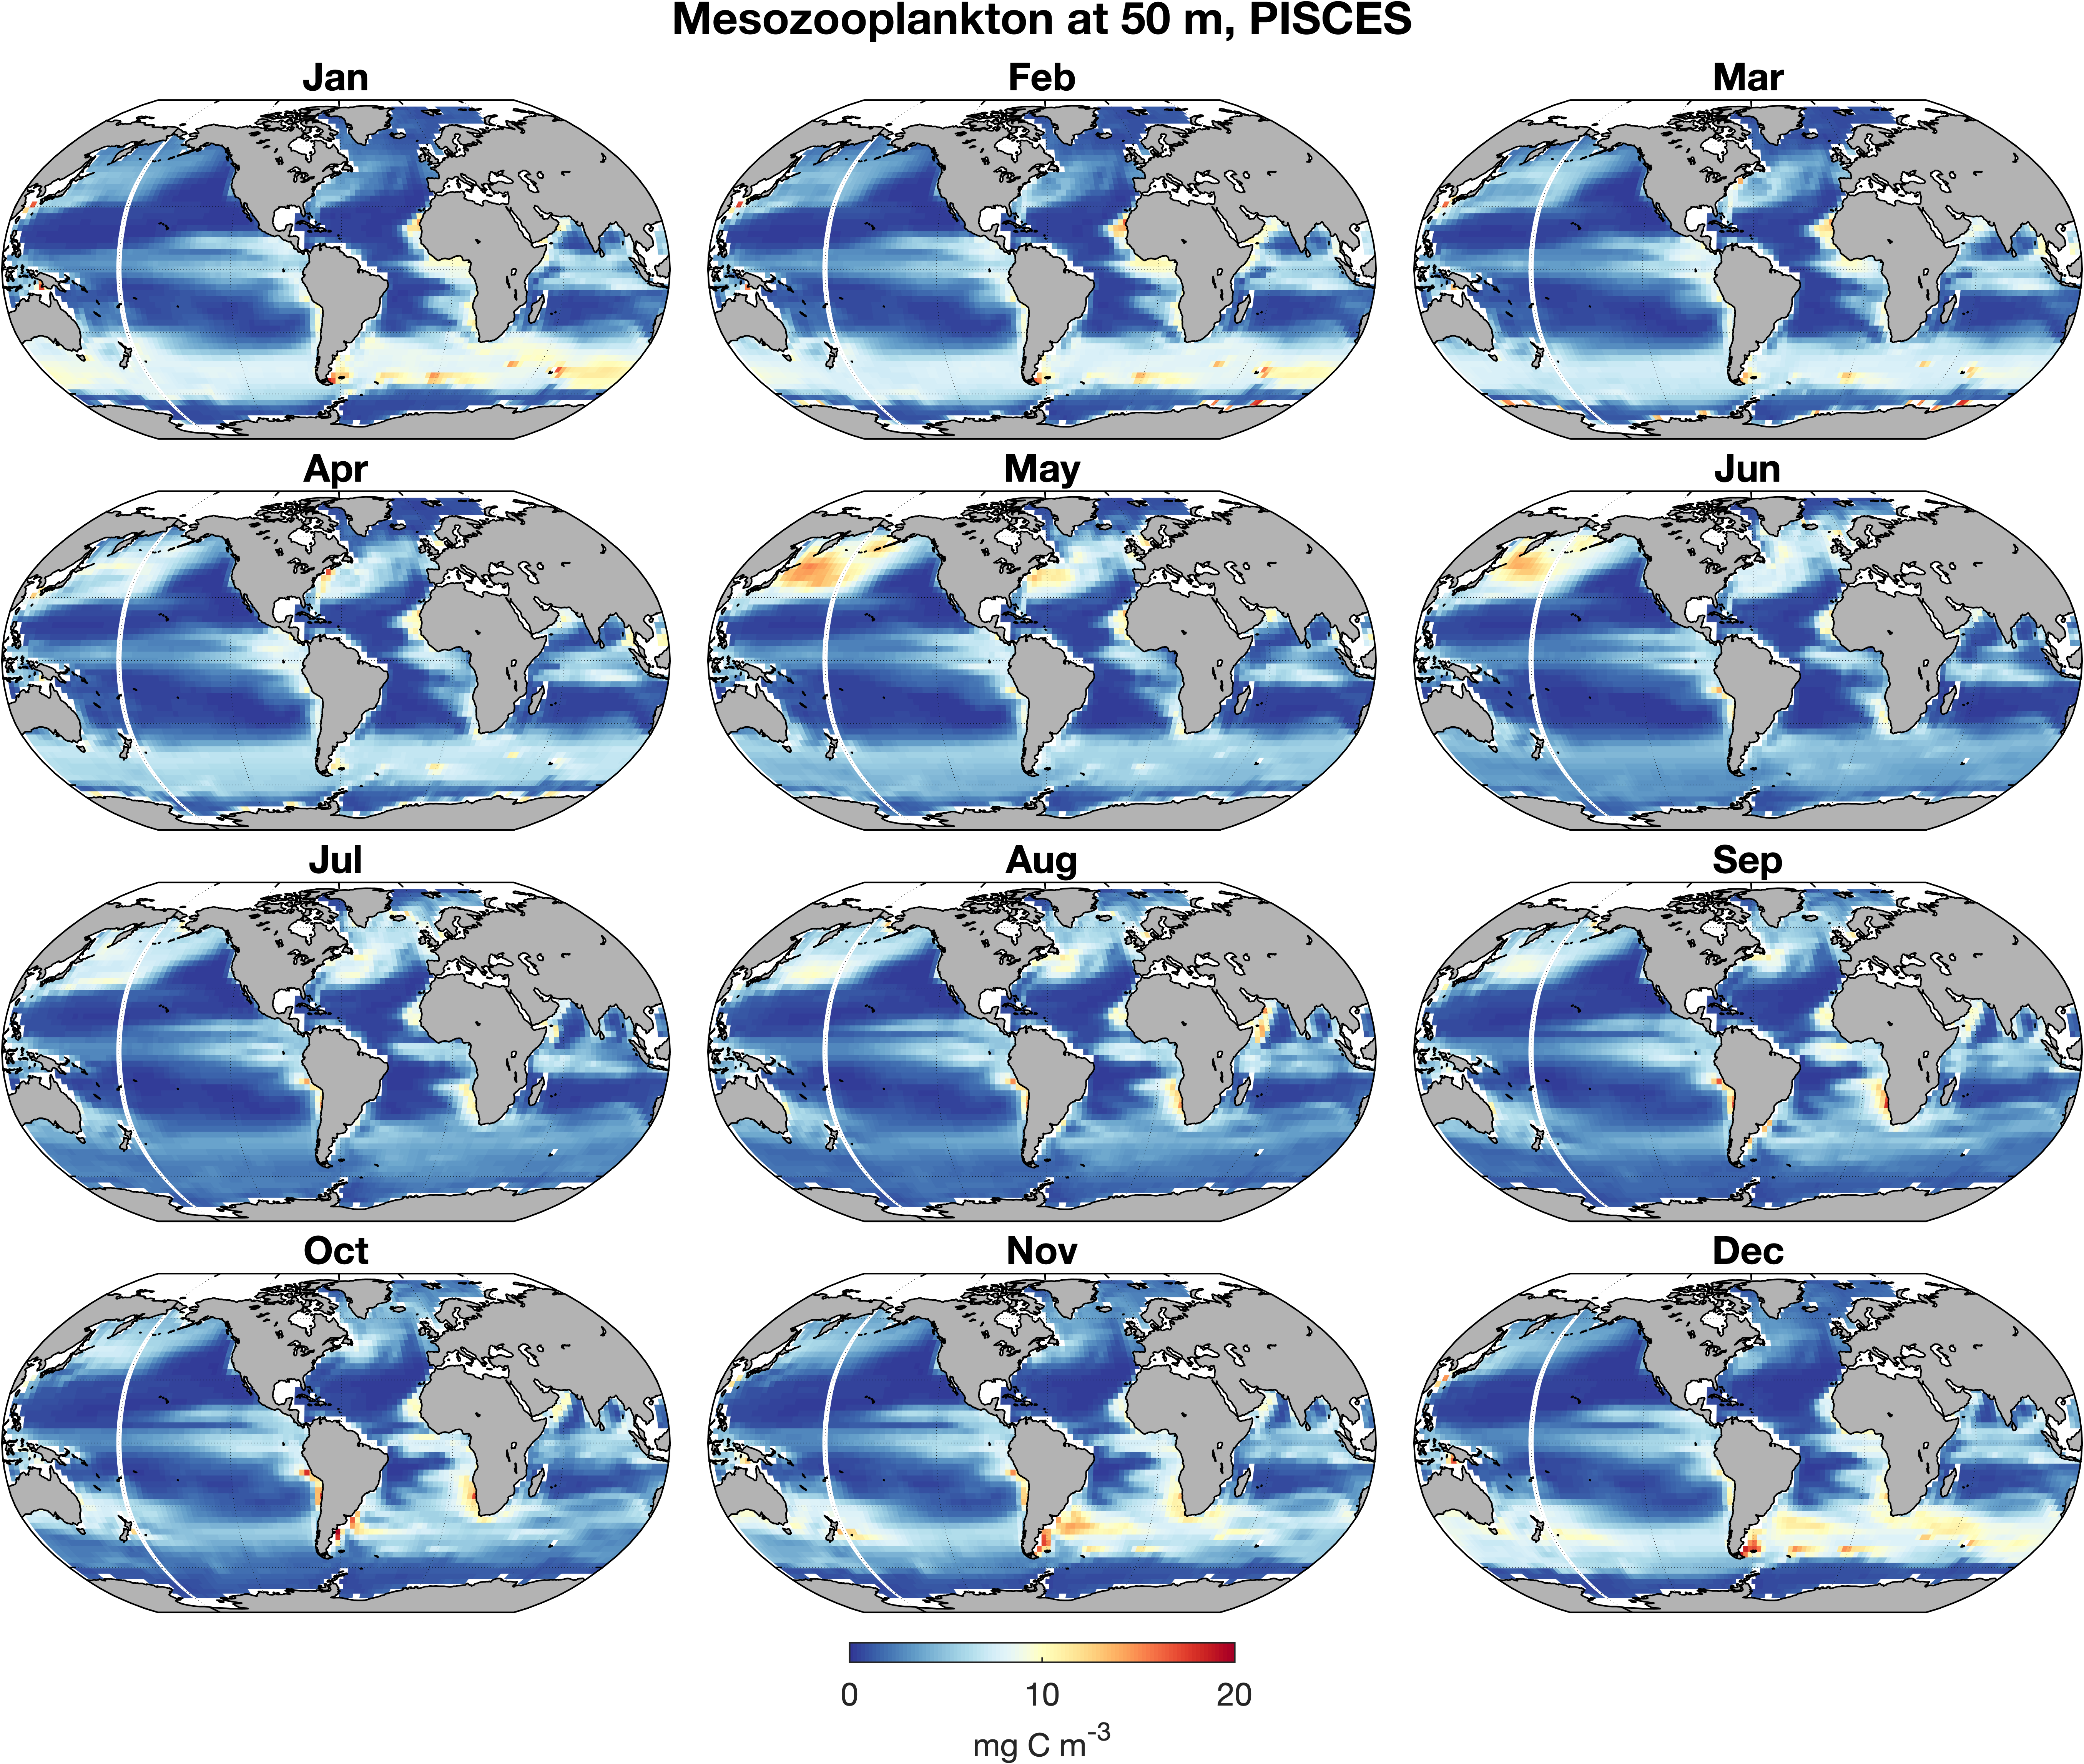 Mesozooplankton at 50 m, PISCES
Jan Feb Mar
Apr May Jun
Jul Aug Sep
Oct Nov Dec
0 10 20
mg C m⁻³